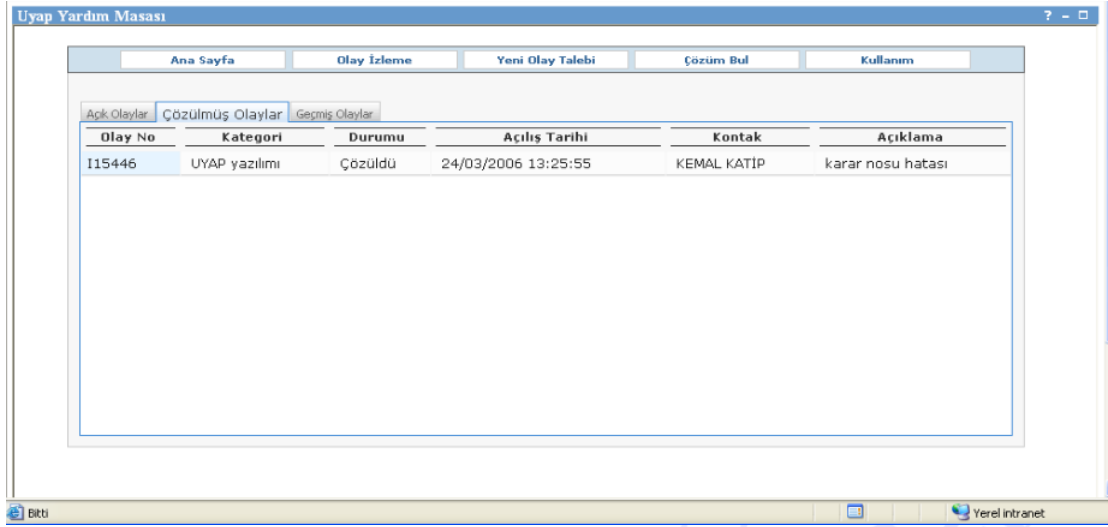 Uyap Yardım Masası
Ana Sayfa Olay İzleme Yeni Olay Talebi Çözüm Bul Kullanım
Açık Olaylar Çözülmüş Olaylar Geçmiş Olaylar
Olay No Kategori Durumu Açılış Tarihi Kontak Açıklama
I15446 UYAP yazılımı Çözüldü 24/03/2006 13:25:55 KEMAL KATİP karar nosu hatası
Bitti Yerel intranet